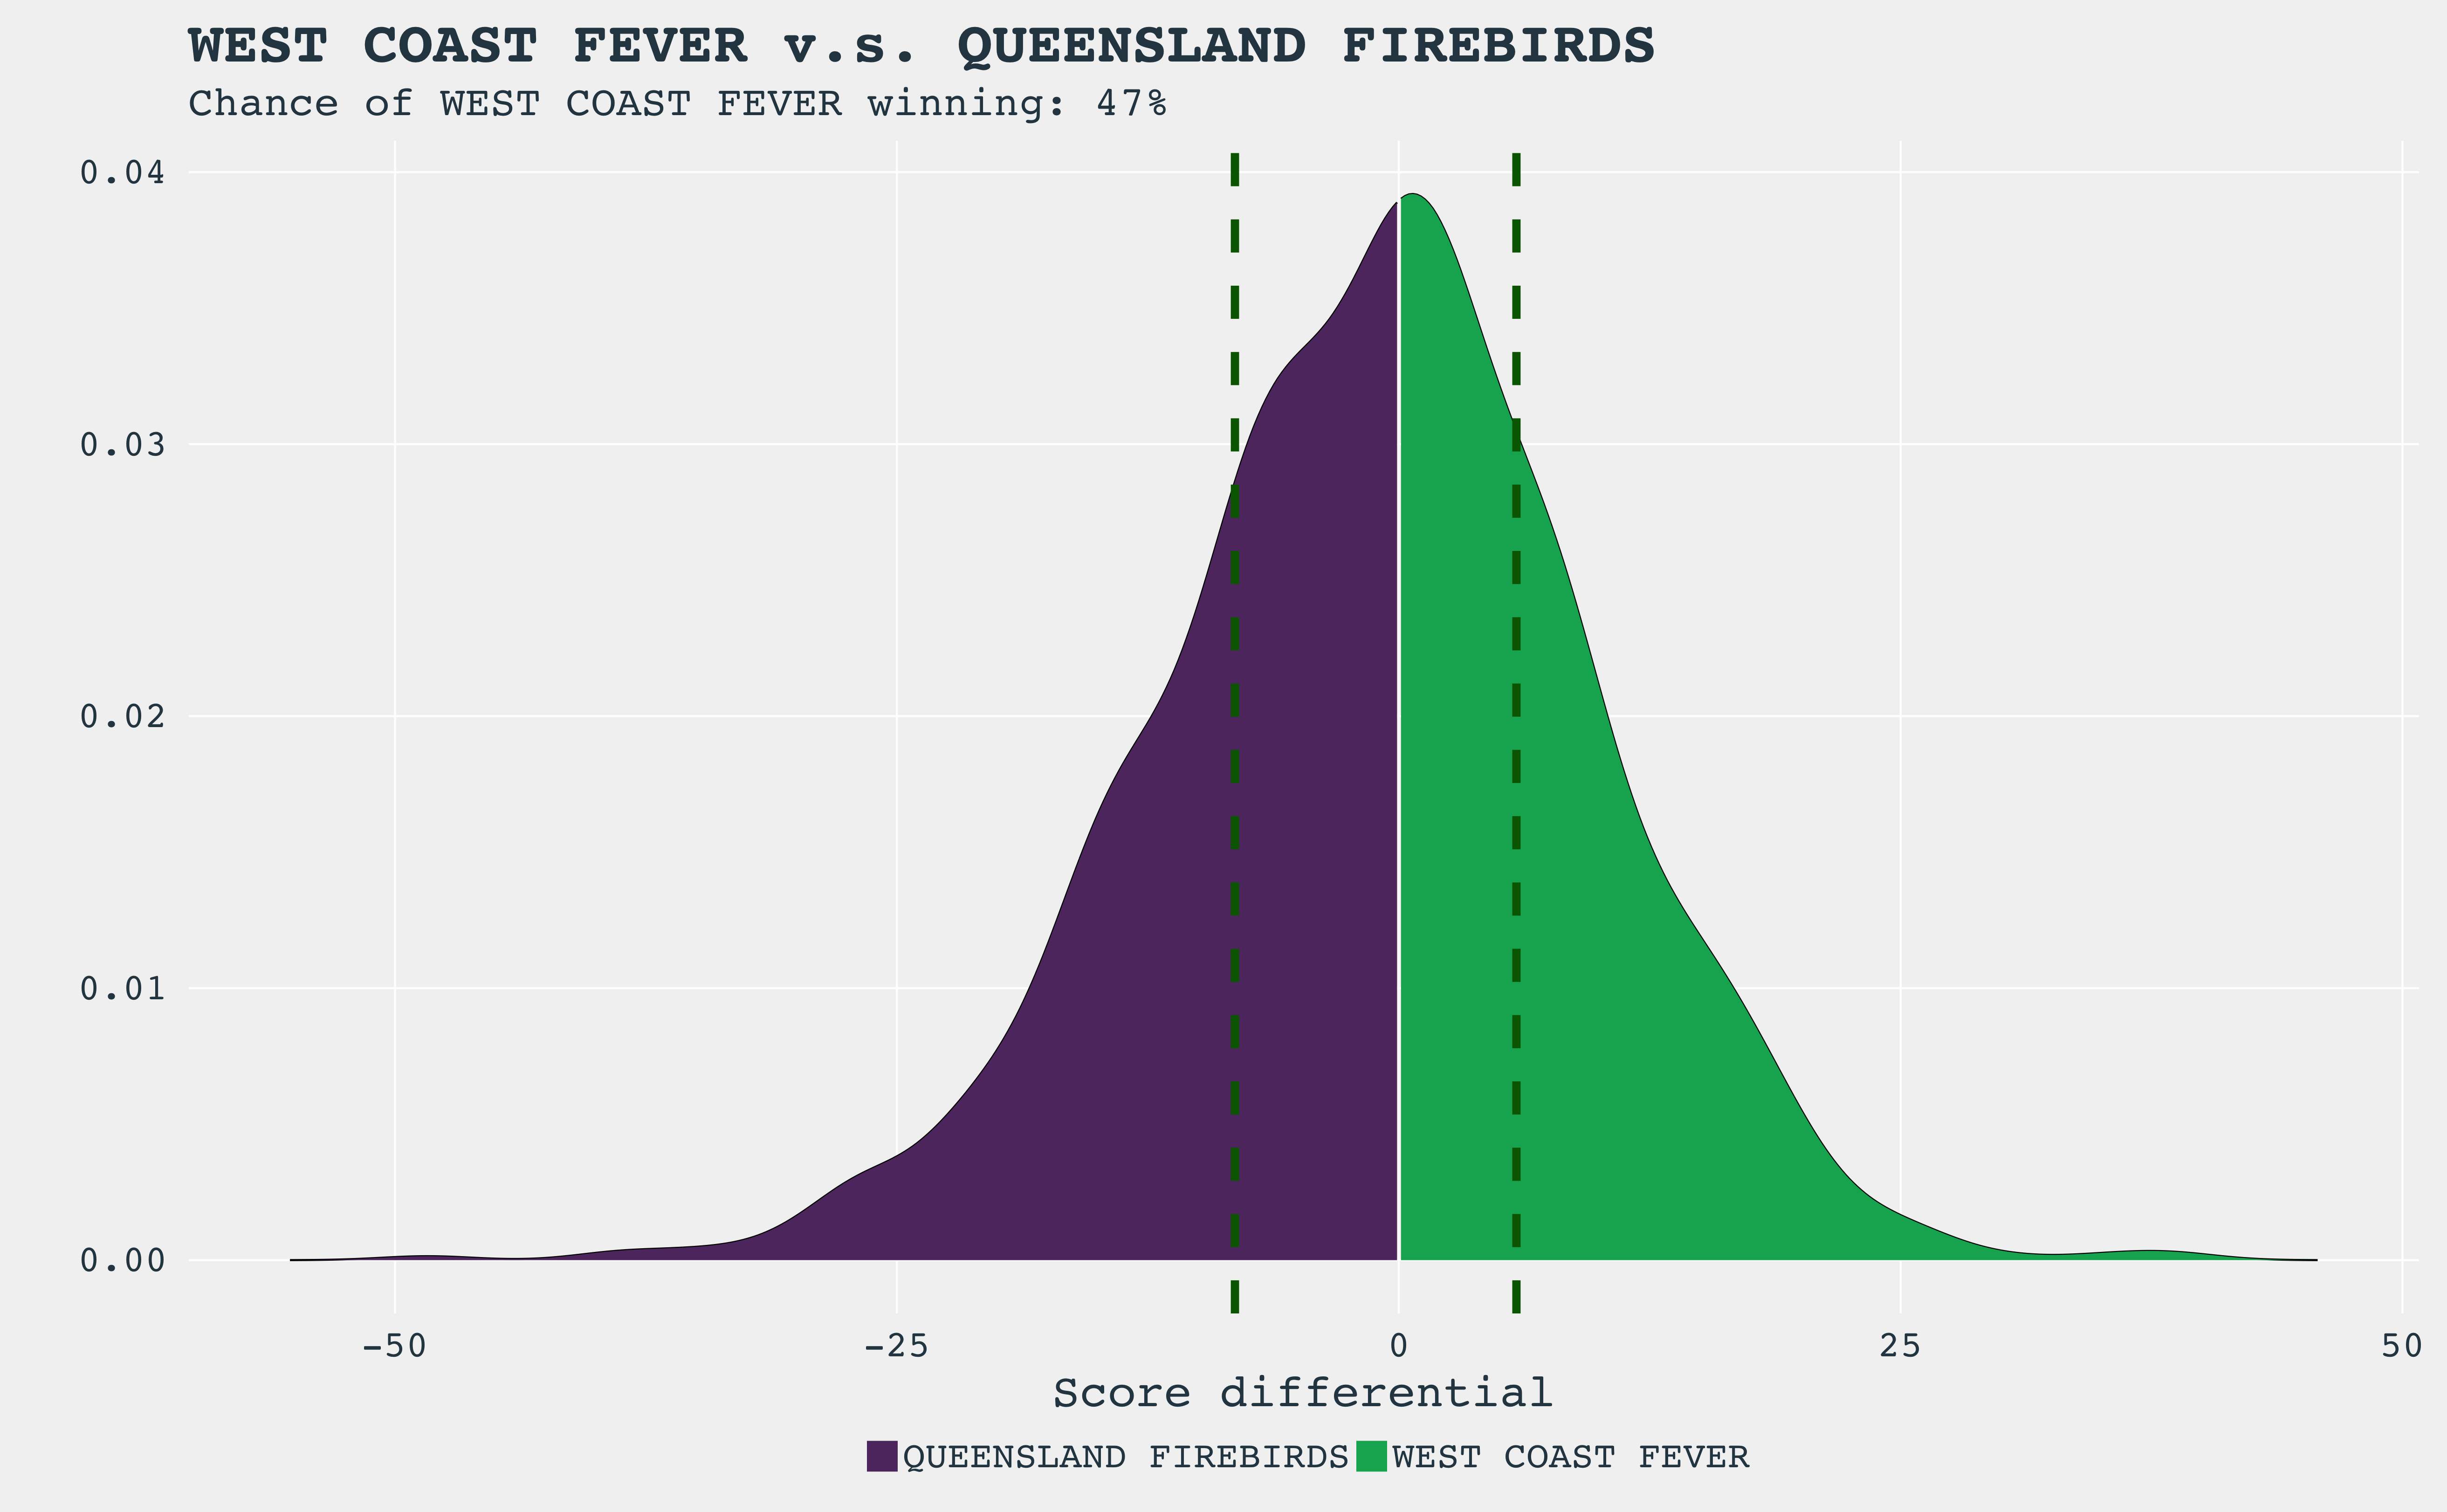 WEST COAST FEVER v.s. QUEENSLAND FIREBIRDS
Chance of WEST COAST FEVER winning: 47%
0.04
0.03
0.02
0.01
0.00
-50 -25 0 25 50
Score differential
QUEENSLAND FIREBIRDS WEST COAST FEVER